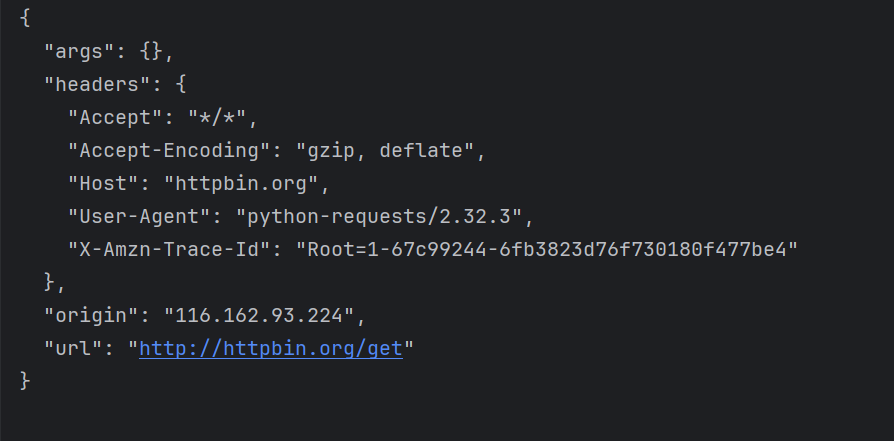 {
  "args": {},
  "headers": {
    "Accept": "*/*",
    "Accept-Encoding": "gzip, deflate",
    "Host": "httpbin.org",
    "User-Agent": "python-requests/2.32.3",
    "X-Amzn-Trace-Id": "Root=1-67c99244-6fb3823d76f730180f477be4"
  },
  "origin": "116.162.93.224",
  "url": "http://httpbin.org/get"
}